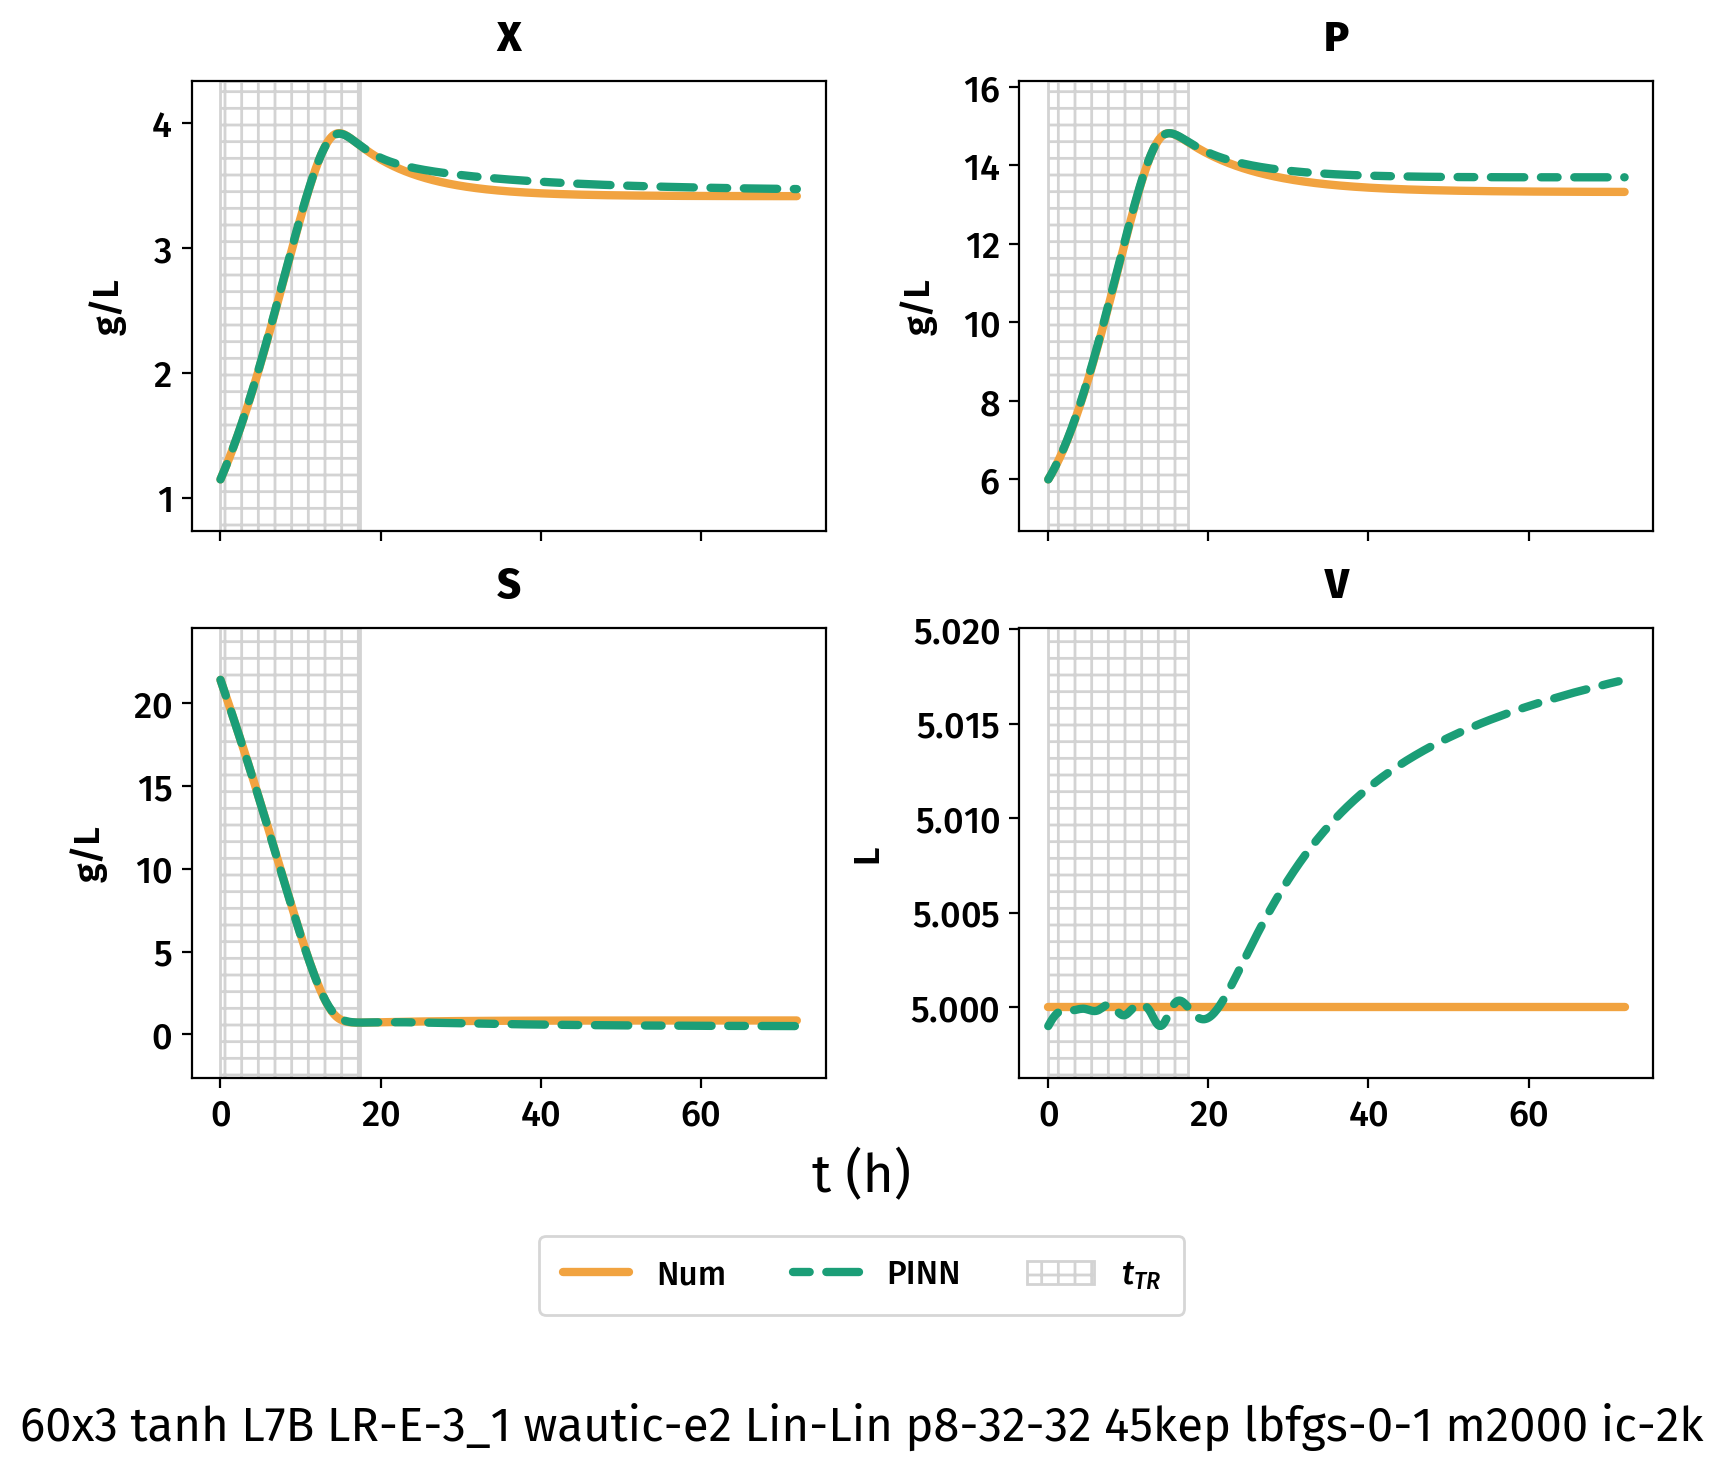 X
P
4
3
2
1
g/L
16
14
12
10
8
6
g/L
S
V
20
15
10
5
0
g/L
0 20 40 60
5.020
5.015
5.010
5.005
5.000
L
0 20 40 60
t (h)
Num PINN tTR
60x3 tanh L7B LR-E-3_1 wautic-e2 Lin-Lin p8-32-32 45kep lbfgs-0-1 m2000 ic-2k